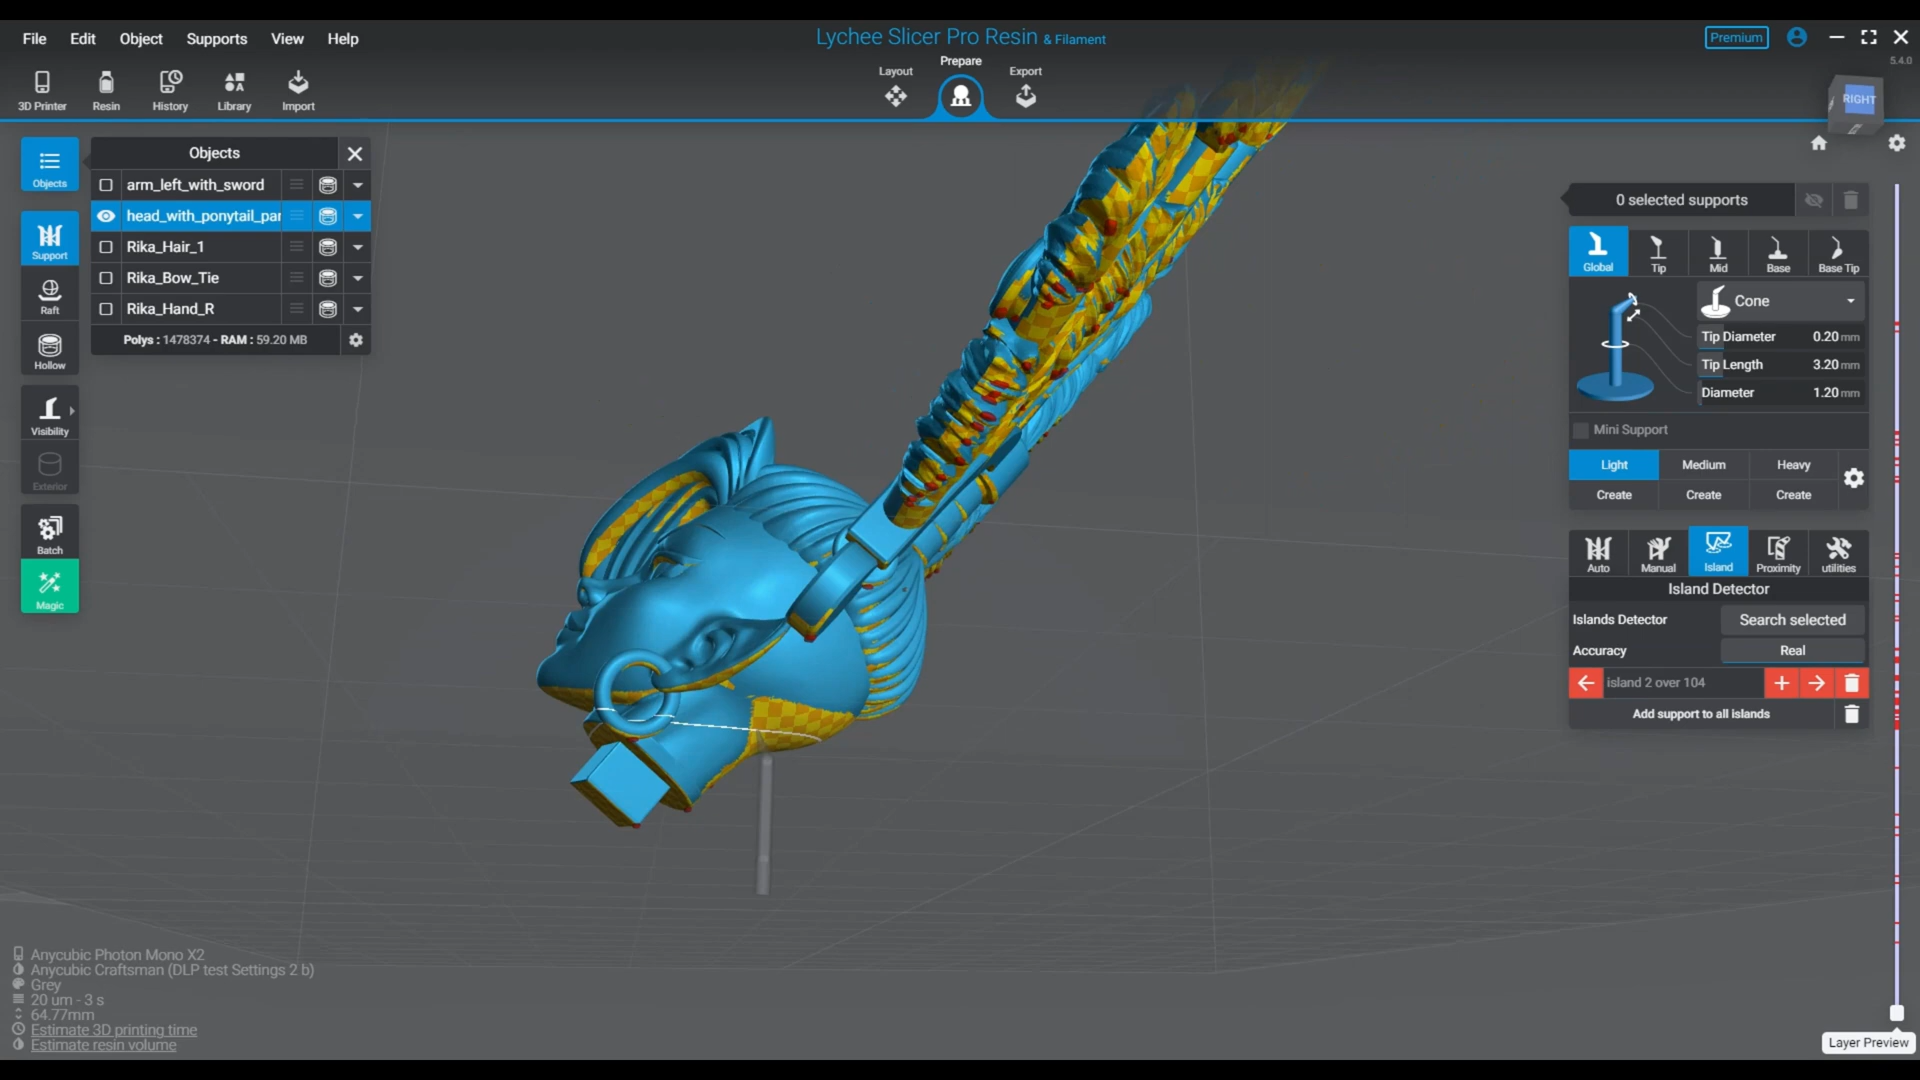 File Edit Object Supports View Help
Lychee Slicer Pro Resin & Filament
Premium
5.4.0
3D Printer Resin History Library Import
Layout Prepare Export
RIGHT
Objects
Support
Raft
Hollow
Visibility
Exterior
Batch
Magic
Objects
arm_left_with_sword
head_with_ponytail_par
Rika_Hair_1
Rika_Bow_Tie
Rika_Hand_R
Polys : 1478374 - RAM : 59.20 MB
0 selected supports
Global Tip Mid Base Base Tip
Cone
Tip Diameter 0.20 mm
Tip Length 3.20 mm
Diameter 1.20 mm
Mini Support
Light Medium Heavy
Create Create Create
Auto Manual Island Proximity utilities
Island Detector
Islands Detector Search selected
Accuracy Real
island 2 over 104
Add support to all islands
Anycubic Photon Mono X2
Anycubic Craftsman (DLP test Settings 2 b)
Grey
20 um - 3 s
64.77mm
Estimate 3D printing time
Estimate resin volume
Layer Preview